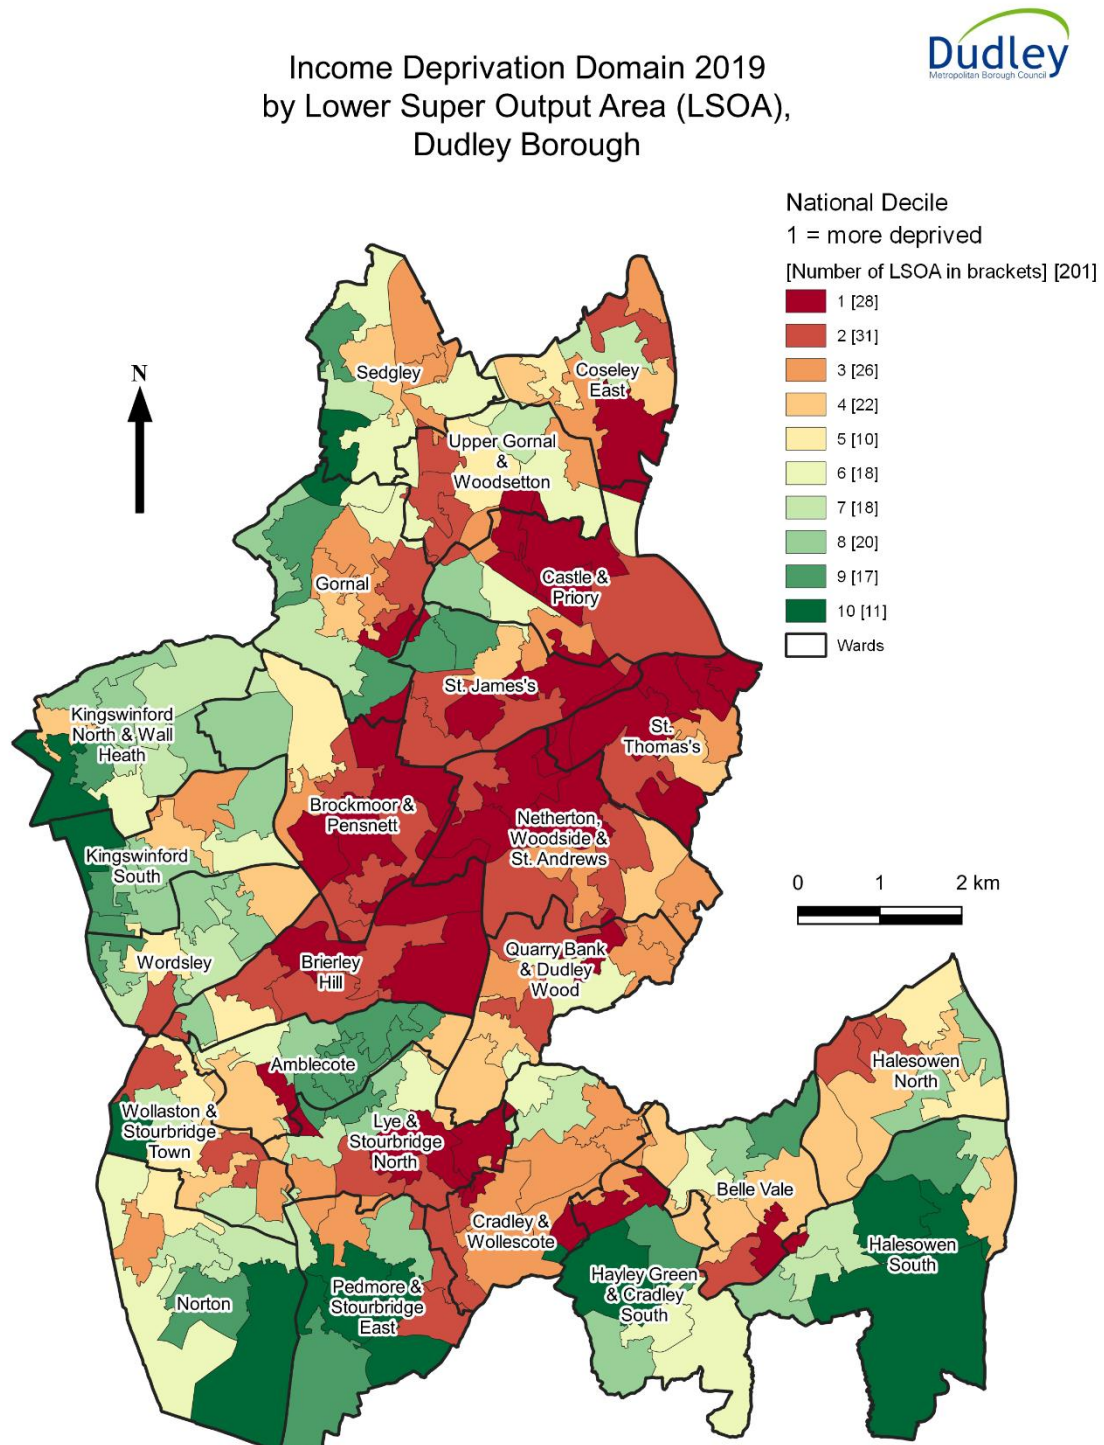 Dudley
Metropolitan Borough Council
Income Deprivation Domain 2019
by Lower Super Output Area (LSOA),
Dudley Borough
National Decile
1 = more deprived
[Number of LSOA in brackets] [201]
1 [28]
2 [31]
3 [26]
4 [22]
5 [10]
6 [18]
7 [18]
8 [20]
9 [17]
10 [11]
Wards
N
Sedgley
Coseley
East
Upper Gornal
&
Woodsetton
Gornal
Castle &
Priory
St. James's
Kingswinford
North & Wall
Heath
St.
Thomas's
Brockmoor &
Pensnett
Netherton,
Woodside &
St. Andrews
Kingswinford
South
0 1 2 km
Wordsley
Brierley
Hill
Quarry Bank
& Dudley
Wood
Amblecote
Halesowen
North
Wollaston &
Stourbridge
Town
Lye &
Stourbridge
North
Belle Vale
Cradley &
Wollescote
Halesowen
South
Norton
Pedmore &
Stourbridge
East
Hayley Green
& Cradley
South